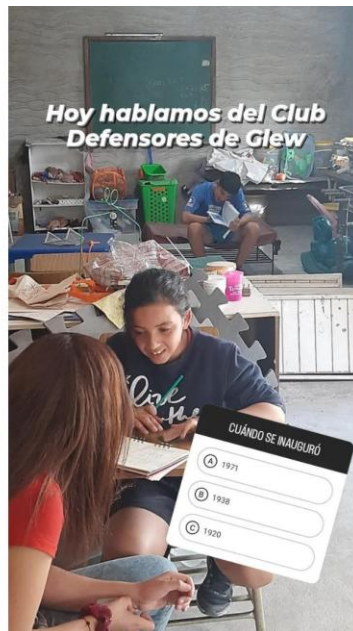 Hoy hablamos del Club
Defensores de Glew
CUÁNDO SE INAUGURÓ
A 1971
B 1938
C 1920